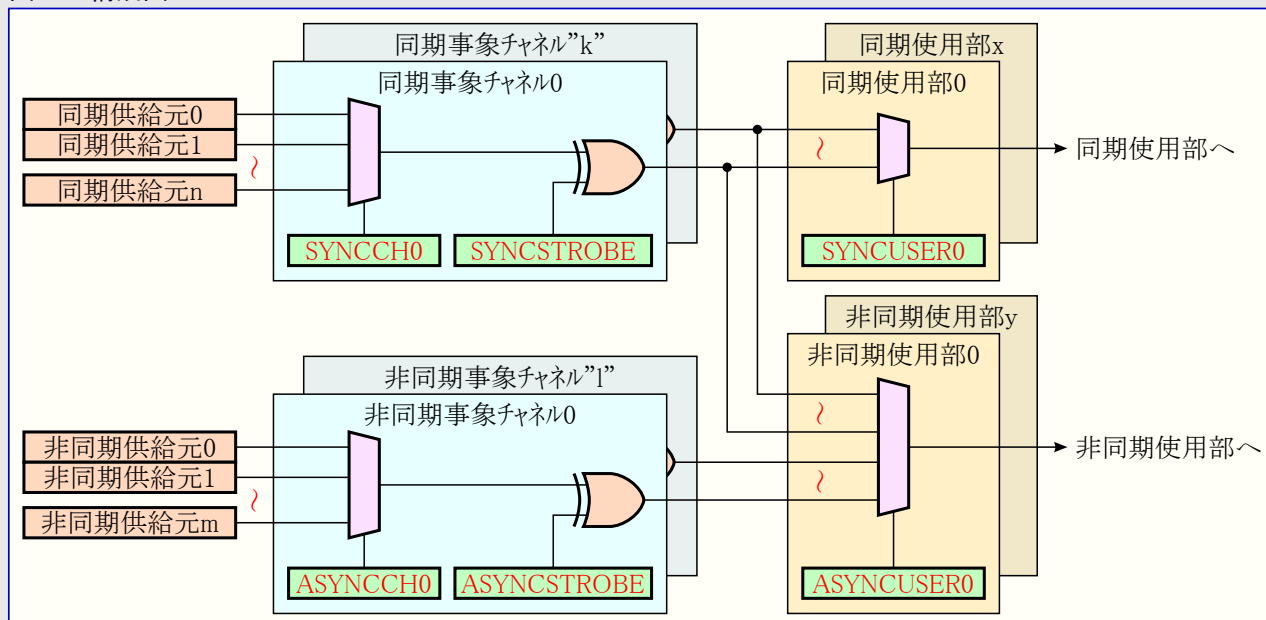 同期事象チャネル”k”
同期使用部x
同期事象チャネル0
同期使用部0
同期供給元0
同期供給元1
～
同期供給元n
～
同期使用部へ
SYNCCH0
SYNCSTROBE
SYNCUSER0
非同期使用部y
非同期使用部0
非同期事象チャネル”l”
非同期事象チャネル0
～
非同期供給元0
非同期供給元1
～
非同期供給元m
～
非同期使用部へ
ASYNCCH0
ASYNCSTROBE
ASYNCUSER0